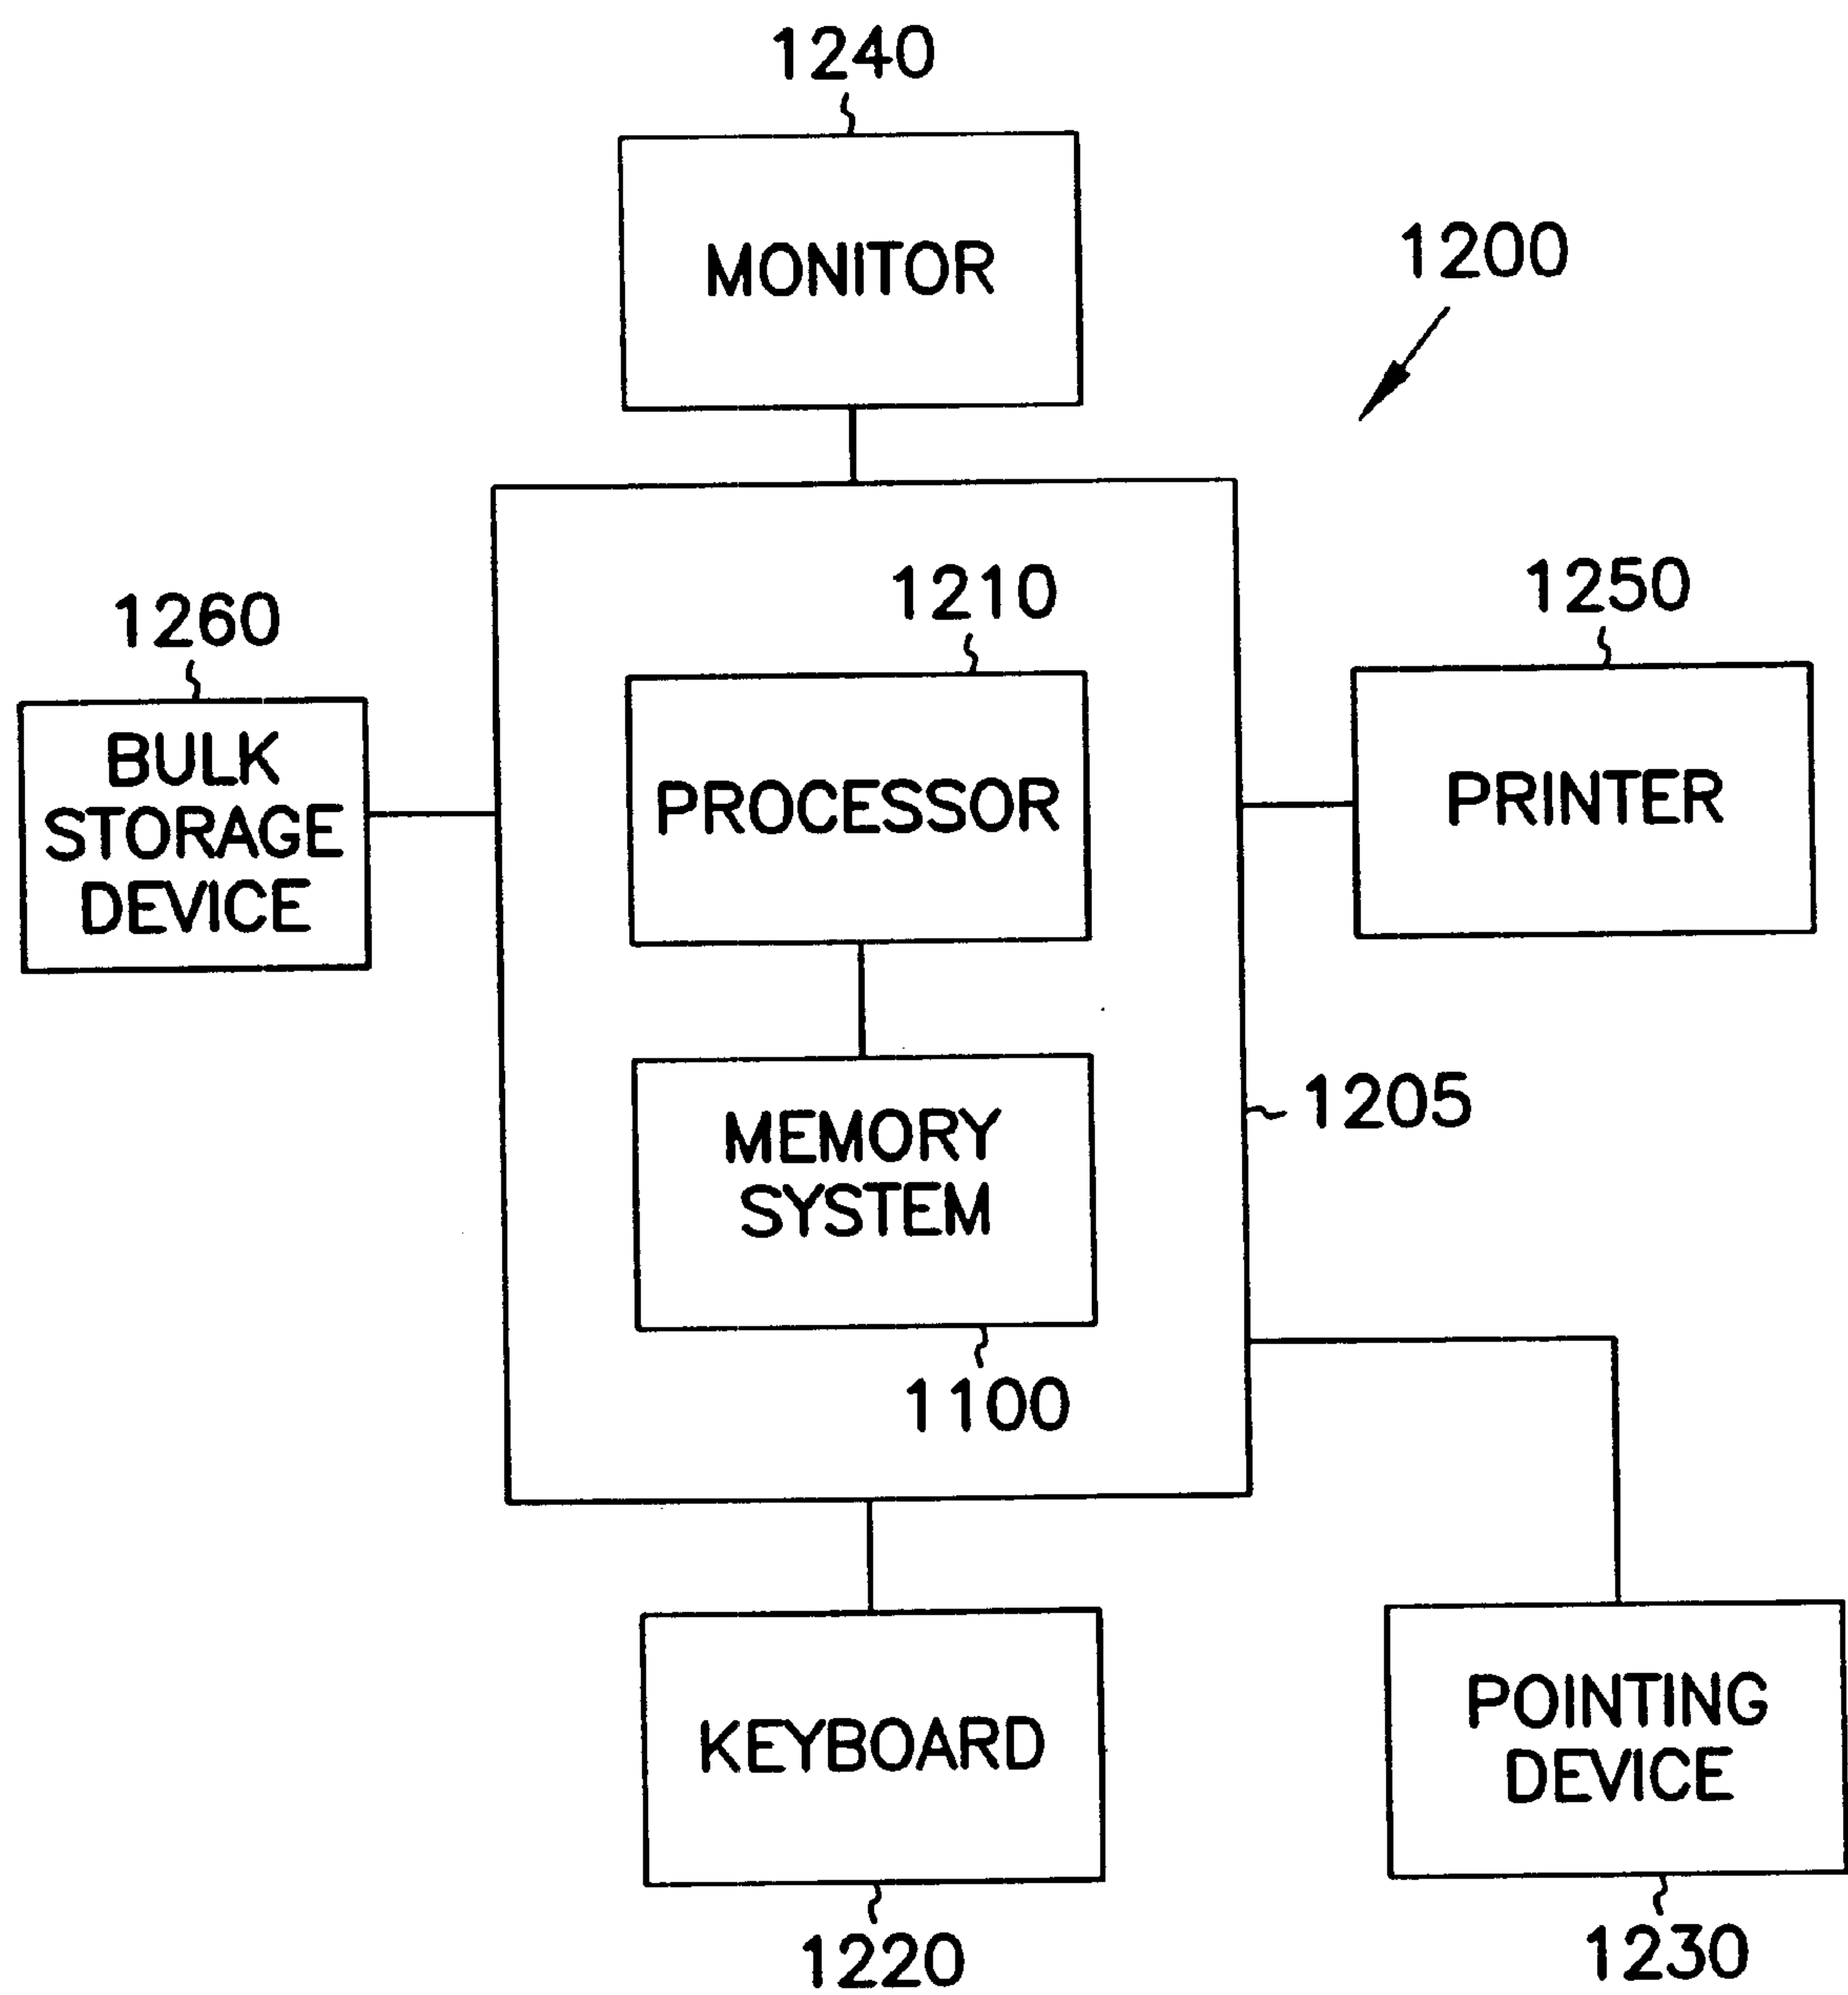 1240
MONITOR
1200
1210
1250
1260
BULK
STORAGE
DEVICE
PROCESSOR
PRINTER
1205
MEMORY
SYSTEM
1100
KEYBOARD
POINTING
DEVICE
1220
1230